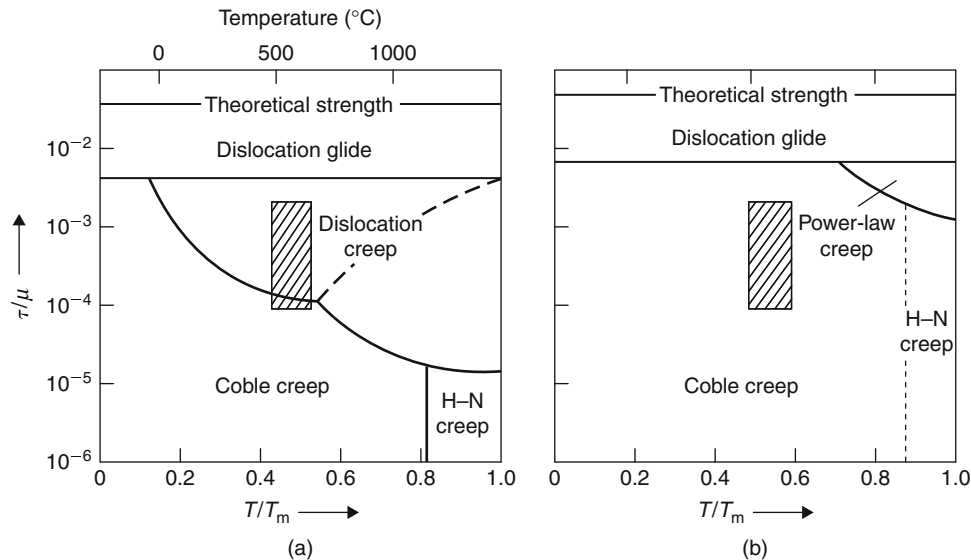 Temperature (°C)
0 500 1000
Theoretical strength
Dislocation glide
10⁻²
10⁻³
10⁻⁴
10⁻⁵
10⁻⁶
τ/μ
Dislocation
creep
Coble creep
H–N
creep
0 0.2 0.4 0.6 0.8 1.0
T/Tm
(a)
Theoretical strength
Dislocation glide
Power-law
creep
H–N
creep
Coble creep
0 0.2 0.4 0.6 0.8 1.0
T/Tm
(b)